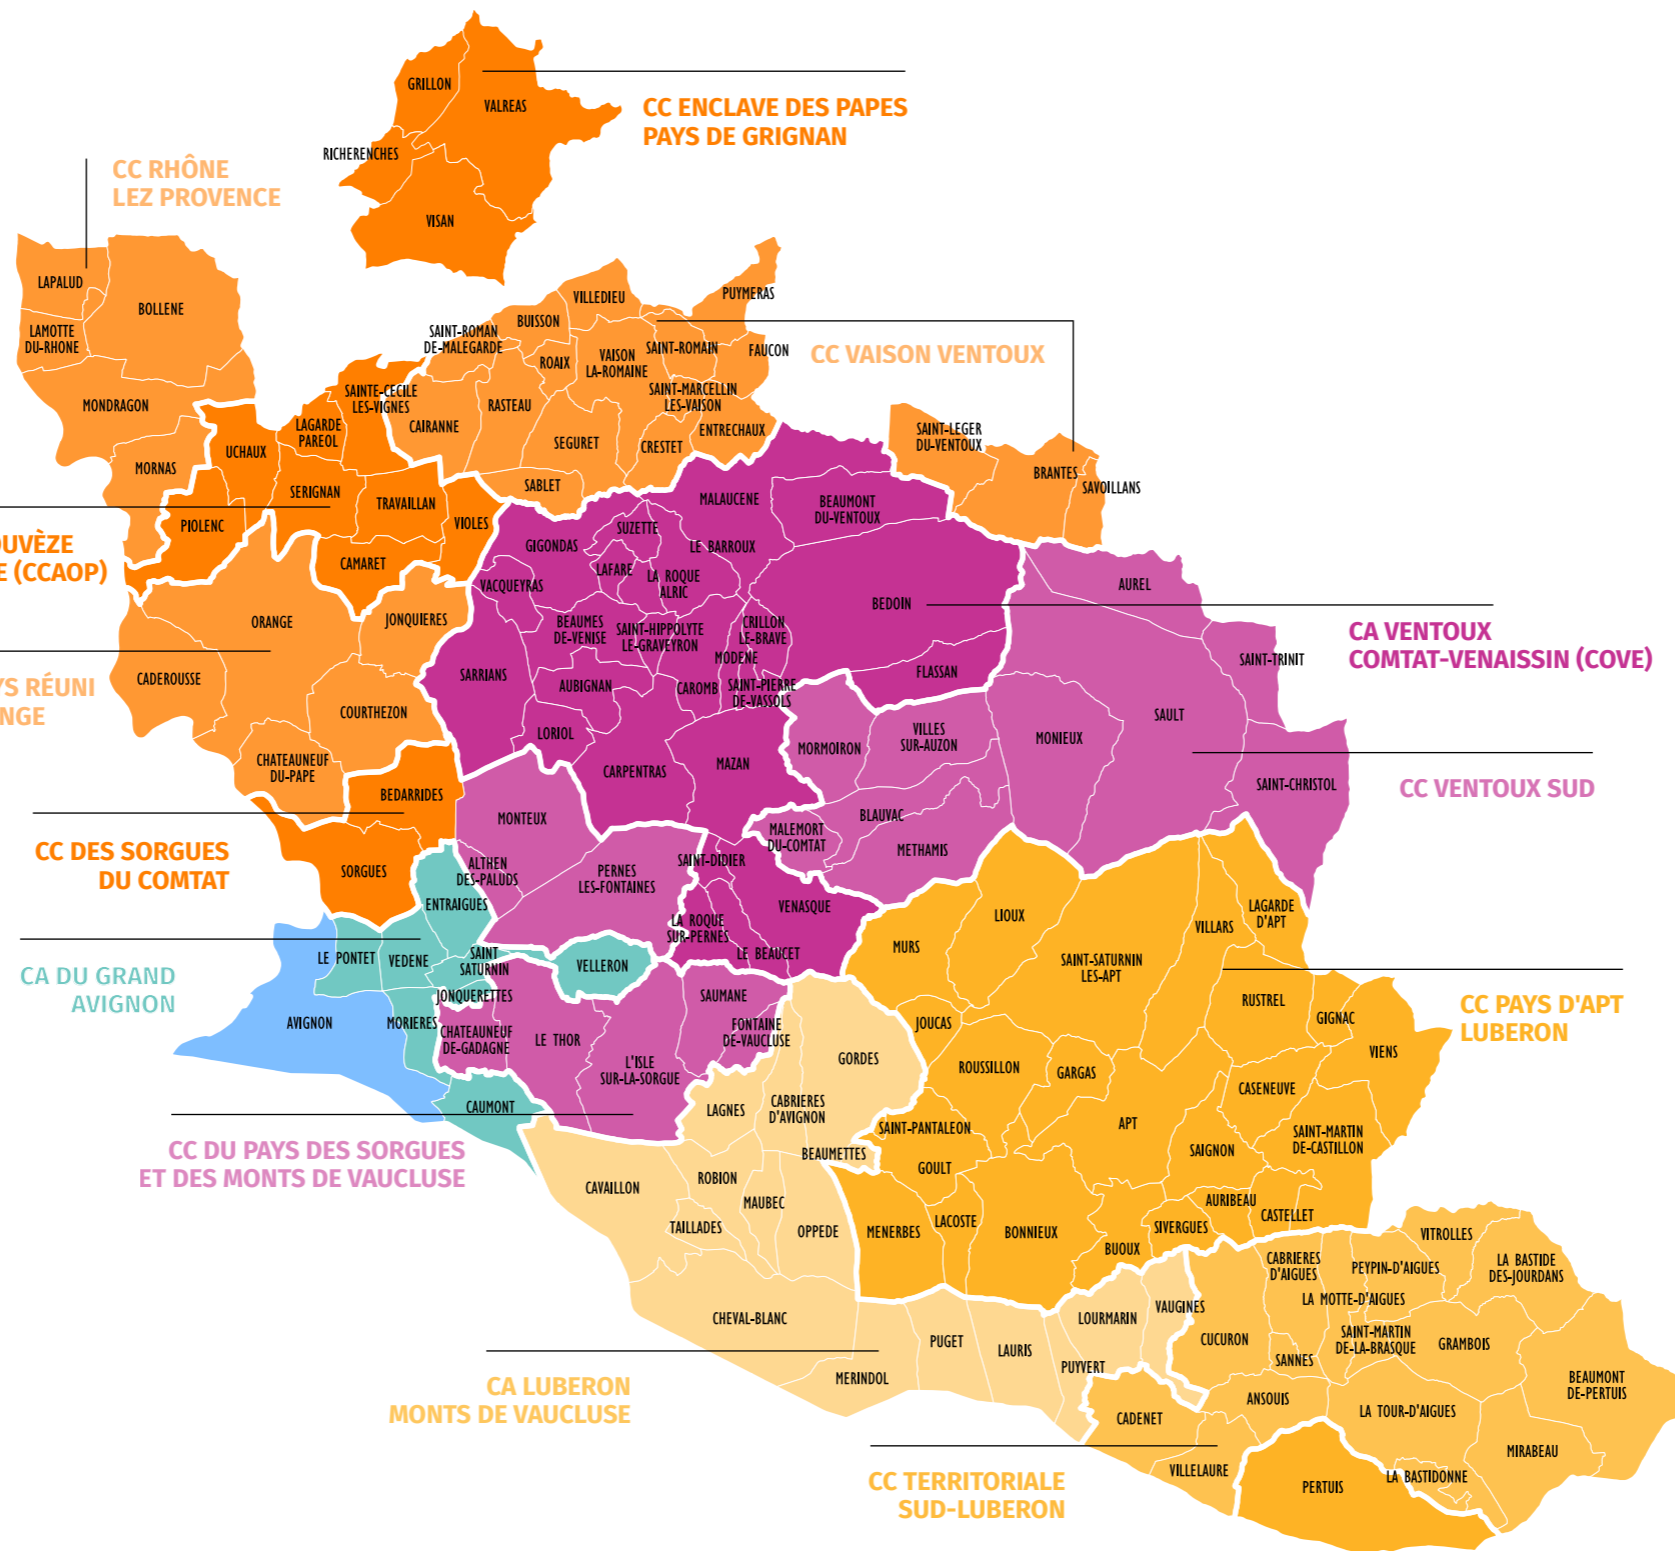 GRILLON
VALREAS
CC ENCLAVE DES PAPES
PAYS DE GRIGNAN
RICHERENCHES
VISAN
CC RHÔNE
LEZ PROVENCE
LAPALUD
BOLLENE
LAMOTTE
DU-RHONE
MONDRAGON
MORNAS
VILLEDIEU
PUYMERAS
BUISSON
SAINT-ROMAN
DE-MALEGARDE
ROAIX
VAISON
LA-ROMAINE
SAINT-ROMAIN
FAUCON
CC VAISON VENTOUX
SAINT-MARCELLIN
LES-VAISON
RASTEAU
CAIRANNE
SEGURET
CRESTET
ENTRECHAUX
SABLET
SAINT-LEGER
DU-VENTOUX
BRANTES
SAVOILLANS
SAINTE-CECILE
LES-VIGNES
LAGARDE
PAREOL
UCHAUX
SERIGNAN
TRAVAILLAN
VIOLES
PIOLENC
CAMARET
OUVÈZE
E (CCAOP)
ORANGE
JONQUIERES
CADEROUSSE
YS RÉUNI
NGE
COURTHEZON
CHATEAUNEUF
DU-PAPE
MALAUCENE
BEAUMONT
DU-VENTOUX
SUZETTE
GIGONDAS
LE BARROUX
LAFARE
LA ROQUE
ALRIC
VACQUEYRAS
BEDOIN
BEAUMES
DE-VENISE
SAINT-HIPPOLYTE
LE-GRAVEYRON
CRILLON
LE-BRAVE
MODENE
SARRIANS
AUBIGNAN
CAROMB
SAINT-PIERRE
DE-VASSOLS
FLASSAN
LORIOL
CARPENTRAS
MAZAN
CA VENTOUX
COMTAT-VENAISSIN (COVE)
AUREL
SAINT-TRINIT
SAULT
MONIEUX
VILLES
SUR-AUZON
MORMOIRON
SAINT-CHRISTOL
CC VENTOUX SUD
BLAUVAC
MALEMORT
DU-COMTAT
METHAMIS
BEDARRIDES
SORGUES
CC DES SORGUES
DU COMTAT
MONTEUX
ALTHEN
DES-PALUDS
PERNES
LES-FONTAINES
SAINT-DIDIER
VENASQUE
LA ROQUE
SUR-PERNES
LE BEAUCET
ENTRAIGUES
LE PONTET
VEDENE
SAINT
SATURNIN
VELLERON
JONQUERETTES
CA DU GRAND
AVIGNON
AVIGNON
MORIERES
CHATEAUNEUF
DE-GADAGNE
LE THOR
L'ISLE
SUR-LA-SORGUE
SAUMANE
FONTAINE
DE-VAUCLUSE
CAUMONT
CC DU PAYS DES SORGUES
ET DES MONTS DE VAUCLUSE
MURS
LIOUX
SAINT-SATURNIN
LES-APT
VILLARS
LAGARDE
D'APT
RUSTREL
GIGNAC
VIENS
CC PAYS D'APT
LUBERON
JOUCAS
ROUSSILLON
GARGAS
CASENEUVE
APT
SAINT-MARTIN
DE-CASTILLON
SAIGNON
SAINT-PANTALEON
GOULT
AURIBEAU
CASTELLET
SIVERGUES
MENERBES
LACOSTE
BONNIEUX
BUOUX
GORDES
LAGNES
CABRIERES
D'AVIGNON
BEAUMETTES
ROBION
CAVAILLON
MAUBEC
TAILLADES
OPPEDE
CHEVAL-BLANC
MERINDOL
PUGET
LAURIS
LOURMARIN
PUYVERT
VAUGINES
CA LUBERON
MONTS DE VAUCLUSE
CUCURON
CABRIERES
D'AIGUES
PEYPIN-D'AIGUES
VITROLLES
LA BASTIDE
DES-JOURDANS
LA MOTTE-D'AIGUES
SAINT-MARTIN
DE-LA-BRASQUE
GRAMBOIS
SANNES
BEAUMONT
DE-PERTUIS
ANSOUIS
LA TOUR-D'AIGUES
CADENET
MIRABEAU
VILLELAURE
LA BASTIDONNE
PERTUIS
CC TERRITORIALE
SUD-LUBERON